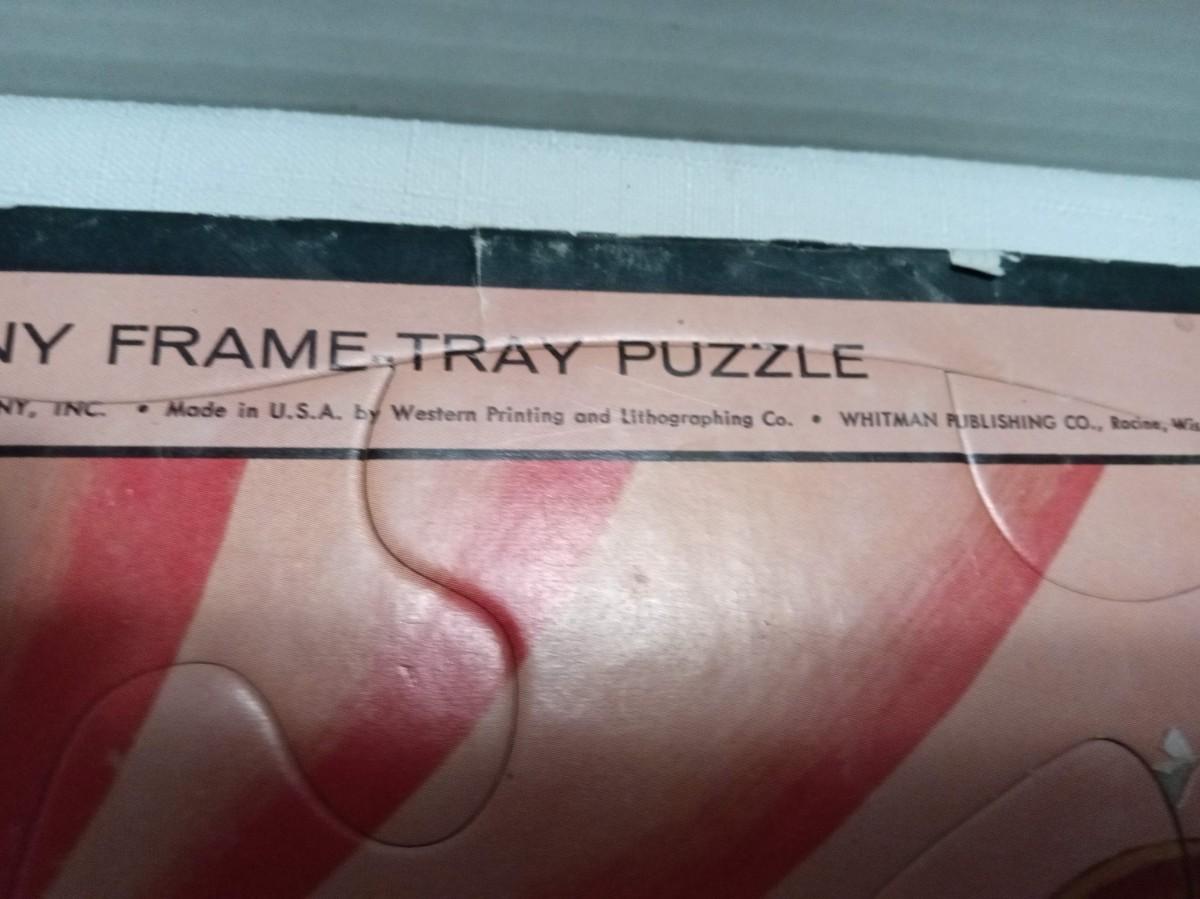 NY FRAME-TRAY PUZZLE
NY, INC. • Made in U.S.A. by Western Printing and Lithographing Co. • WHITMAN PUBLISHING CO., Racine, Wis